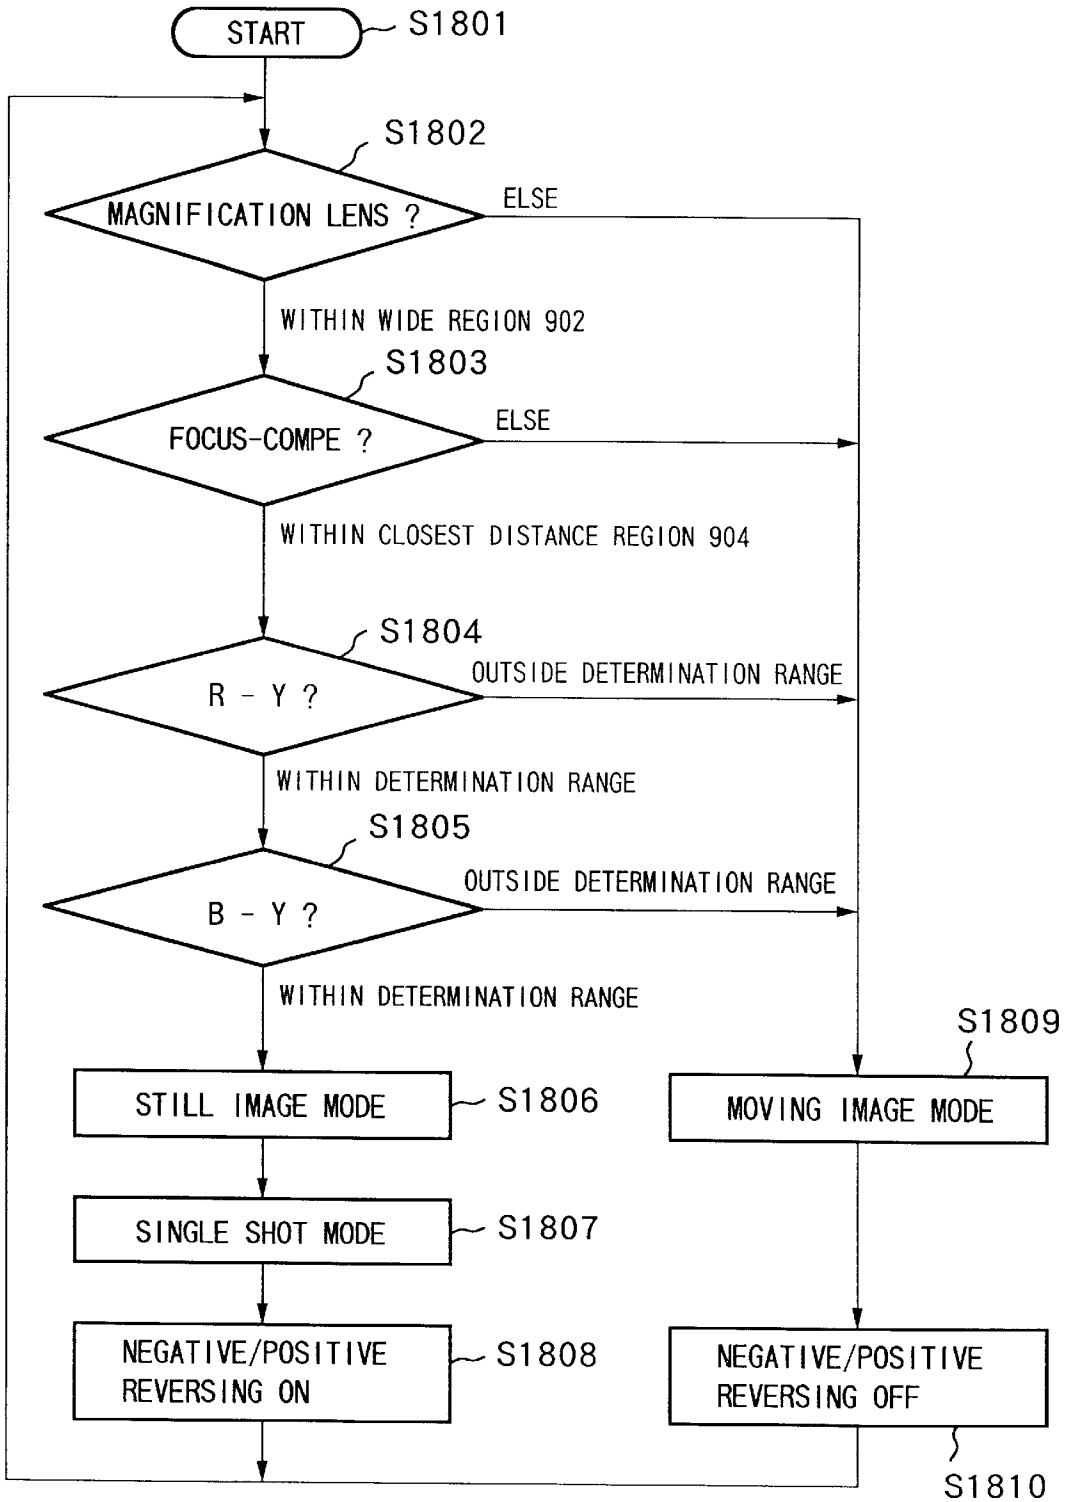 START
S1801
S1802
MAGNIFICATION LENS ?
ELSE
WITHIN WIDE REGION 902
S1803
FOCUS-COMPE ?
ELSE
WITHIN CLOSEST DISTANCE REGION 904
S1804
R - Y ?
OUTSIDE DETERMINATION RANGE
WITHIN DETERMINATION RANGE
S1805
B - Y ?
OUTSIDE DETERMINATION RANGE
WITHIN DETERMINATION RANGE
S1809
STILL IMAGE MODE
S1806
MOVING IMAGE MODE
SINGLE SHOT MODE
S1807
NEGATIVE/POSITIVE
REVERSING ON
S1808
NEGATIVE/POSITIVE
REVERSING OFF
S1810